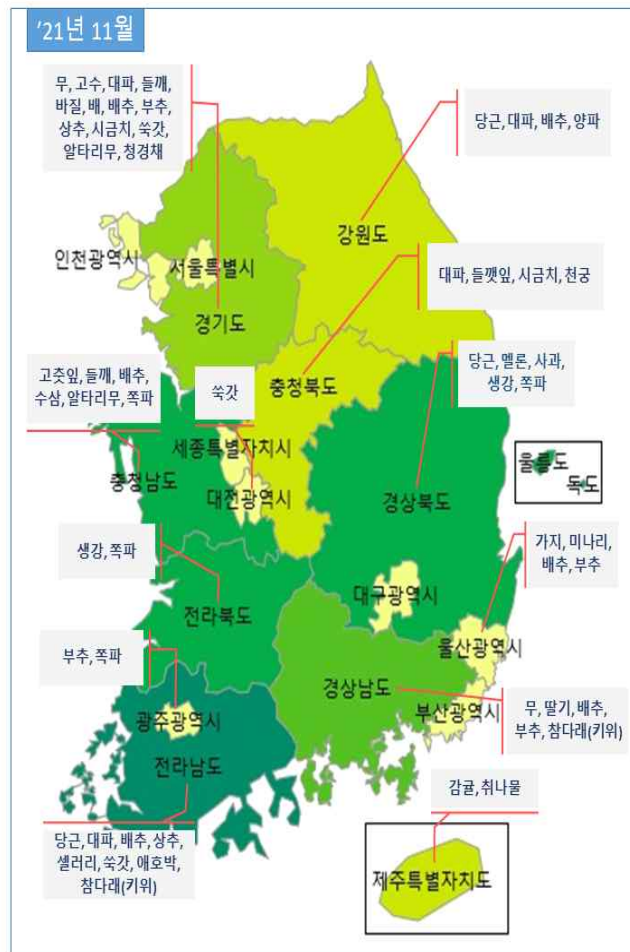 '21년 11월
무, 고수, 대파, 들깨,
바질, 배, 배추, 부추,
상추, 시금치, 쑥갓,
알타리무, 청경채
당근, 대파, 배추, 양파
강원도
인천광역시
서울특별시
경기도
대파, 들깻잎, 시금치, 천궁
당근, 멜론, 사과,
생강, 쪽파
고춧잎, 들깨, 배추,
수삼, 알타리무, 쪽파
쑥갓
충청북도
세종특별자치시
충청남도
대전광역시
경상북도
울릉도
독도
생강, 쪽파
가지, 미나리,
배추, 부추
전라북도
대구광역시
울산광역시
부추, 쪽파
경상남도
부산광역시
무, 딸기, 배추,
부추, 참다래(키위)
광주광역시
전라남도
감귤, 취나물
당근, 대파, 배추, 상추,
셀러리, 쑥갓, 애호박,
참다래(키위)
제주특별자치도